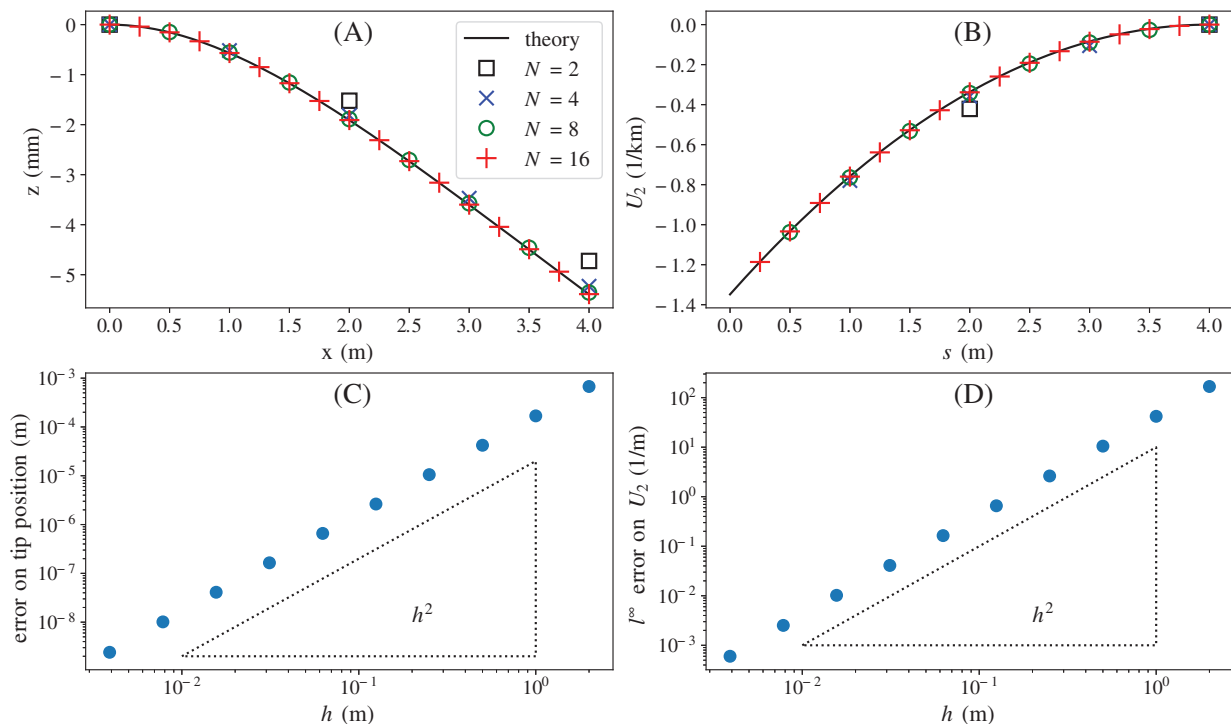 (A)
theory
N = 2
N = 4
N = 8
N = 16
z (mm)
0
−1
−2
−3
−4
−5
0.0 0.5 1.0 1.5 2.0 2.5 3.0 3.5 4.0
x (m)
(B)
U₂ (1/km)
−0.0
−0.2
−0.4
−0.6
−0.8
−1.0
−1.2
−1.4
0.0 0.5 1.0 1.5 2.0 2.5 3.0 3.5 4.0
s (m)
(C)
error on tip position (m)
10⁻³
10⁻⁴
10⁻⁵
10⁻⁶
10⁻⁷
10⁻⁸
h²
10⁻² 10⁻¹ 10⁰
h (m)
(D)
l^∞ error on U₂ (1/m)
10²
10¹
10⁰
10⁻¹
10⁻²
10⁻³
h²
10⁻² 10⁻¹ 10⁰
h (m)